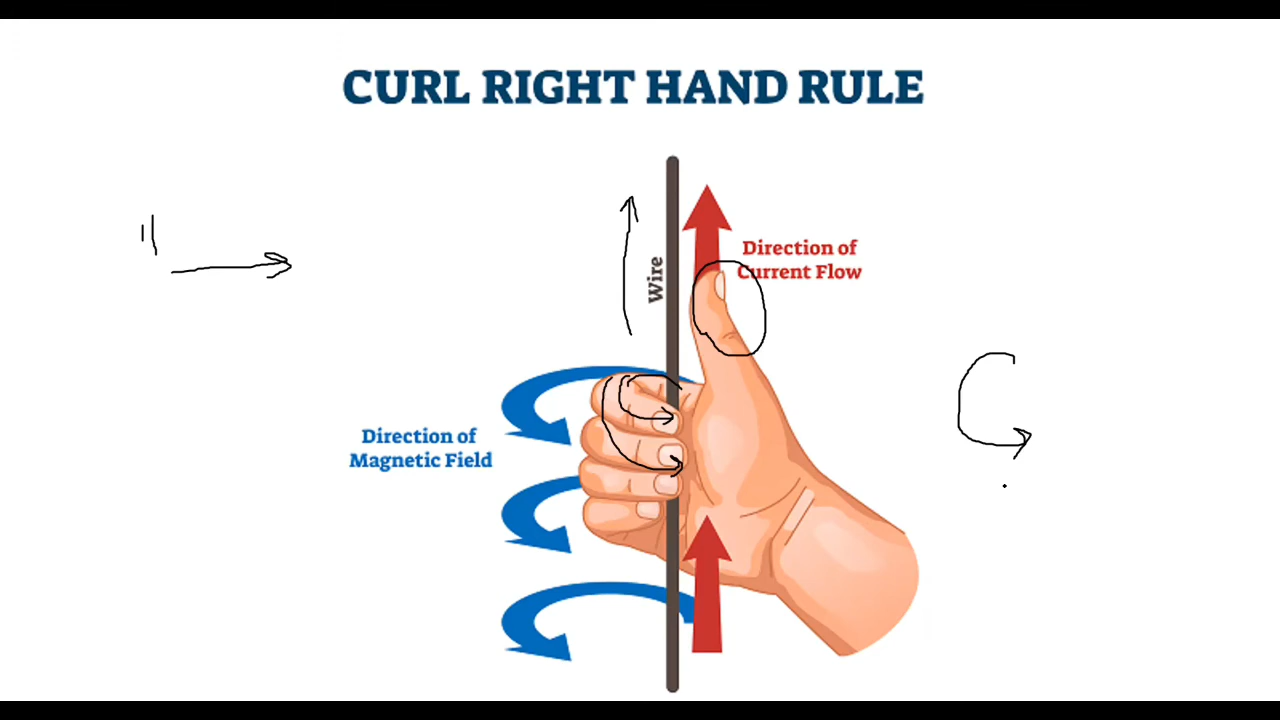 CURL RIGHT HAND RULE
Wire
Direction of
Current Flow
Direction of
Magnetic Field